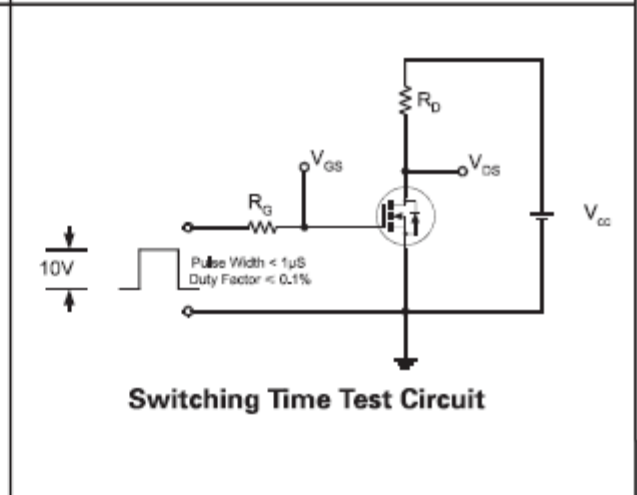 R_D
V_GS
V_DS
R_G
V_cc
10V
Pulse Width < 1µS
Duty Factor < 0.1%
Switching Time Test Circuit